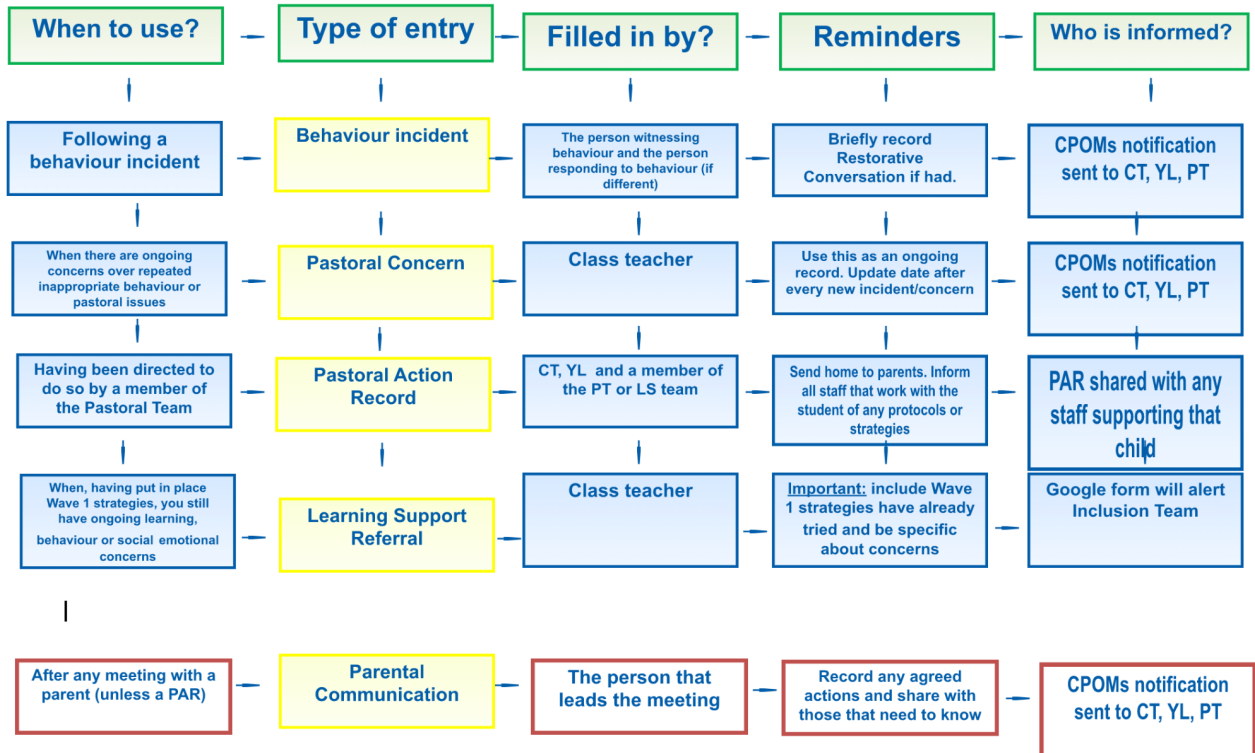 When to use?
Type of entry
Filled in by?
Reminders
Who is informed?
Following a
behaviour incident
Behaviour incident
The person witnessing
behaviour and the person
responding to behaviour (if
different)
Briefly record
Restorative
Conversation if had.
CPOMs notification
sent to CT, YL, PT
When there are ongoing
concerns over repeated
inappropriate behaviour or
pastoral issues
Pastoral Concern
Class teacher
Use this as an ongoing
record. Update date after
every new incident/concern
CPOMs notification
sent to CT, YL, PT
Having been directed to
do so by a member of
the Pastoral Team
Pastoral Action
Record
CT, YL and a member of
the PT or LS team
Send home to parents. Inform
all staff that work with the
student of any protocols or
strategies
PAR shared with any
staff supporting that
child
When, having put in place
Wave 1 strategies, you still
have ongoing learning,
behaviour or social emotional
concerns
Learning Support
Referral
Class teacher
Important: include Wave
1 strategies have already
tried and be specific
about concerns
Google form will alert
Inclusion Team
After any meeting with a
parent (unless a PAR)
Parental
Communication
The person that
leads the meeting
Record any agreed
actions and share with
those that need to know
CPOMs notification
sent to CT, YL, PT